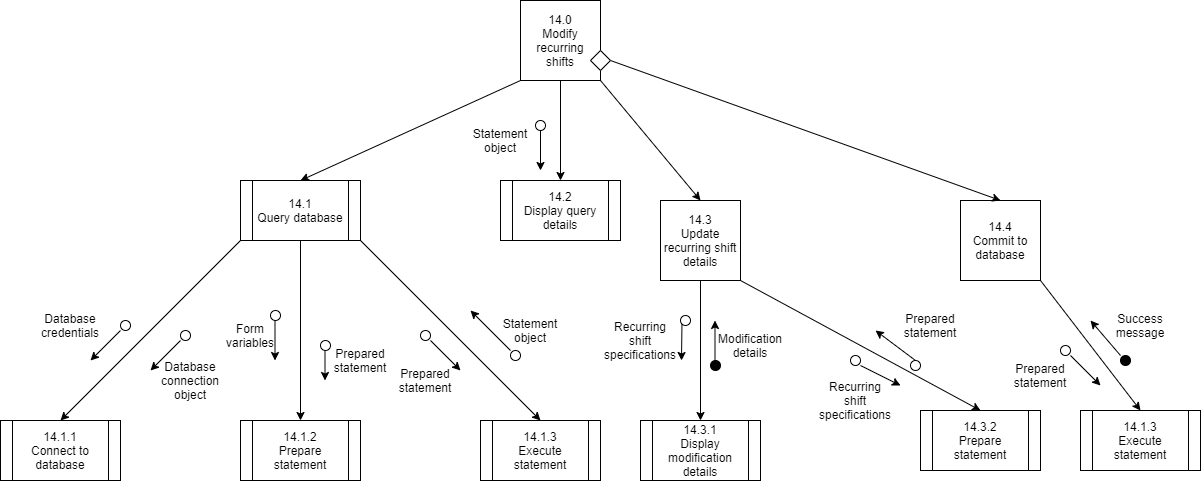 14.0
Modify
recurring
shifts
Statement
object
14.1
Query database
14.2
Display query
details
14.3
Update
recurring shift
details
14.4
Commit to
database
Database
credentials
Database
connection
object
Form
variables
Prepared
statement
Prepared
statement
Statement
object
Recurring
shift
specifications
Modification
details
Prepared
statement
Recurring
shift
specifications
Prepared
statement
Success
message
14.1.1
Connect to
database
14.1.2
Prepare
statement
14.1.3
Execute
statement
14.3.1
Display
modification
details
14.3.2
Prepare
statement
14.1.3
Execute
statement